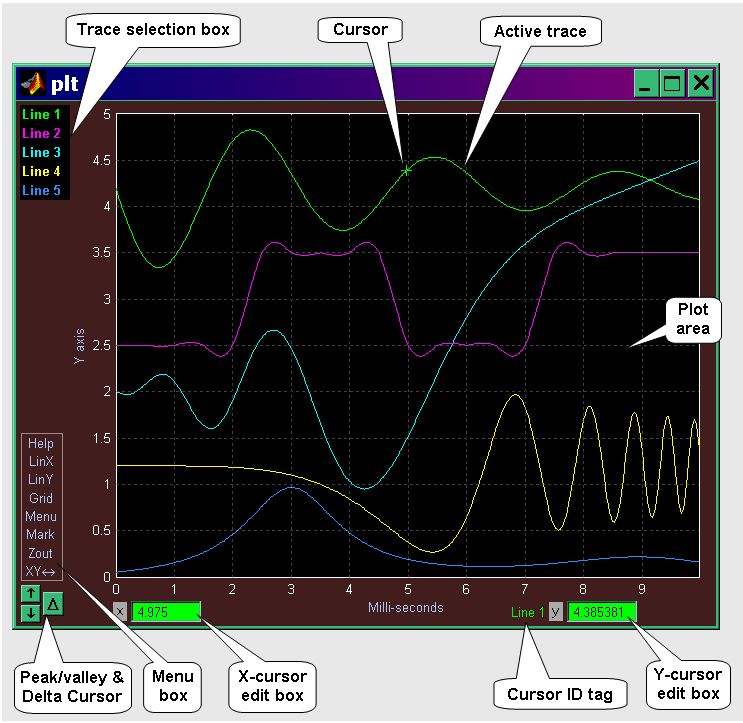 Trace selection box
Cursor
Active trace
plt
Line 1
Line 2
Line 3
Line 4
Line 5
5
4.5
4
3.5
3
2.5
2
1.5
1
0.5
0
Y axis
Plot
area
Help
LinX
LinY
Grid
Menu
Mark
Zout
XY↔
0 1 2 3 4 5 6 7 8 9
Milli-seconds
↑
↓
Δ
x 4.975
Line 1 y 4.385381
Peak/valley &
Delta Cursor
Menu
box
X-cursor
edit box
Cursor ID tag
Y-cursor
edit box